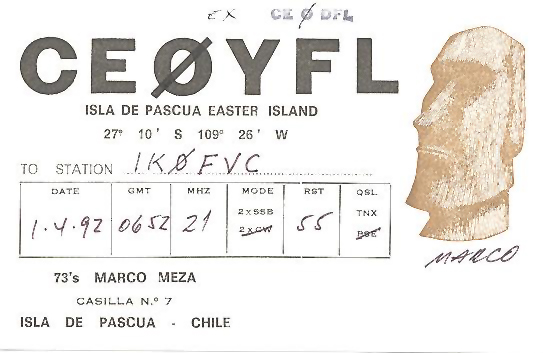 EX CE Ø DFL
CEØYFL
ISLA DE PASCUA EASTER ISLAND
27° 10' S 109° 26' W
TO STATION IKØFVC
DATE GMT MHZ MODE RST QSL
2xSSB TNX
1.4.92 0652 21 2xCW 55 PSE
73's MARCO MEZA
MARCO
CASILLA N.° 7
ISLA DE PASCUA - CHILE